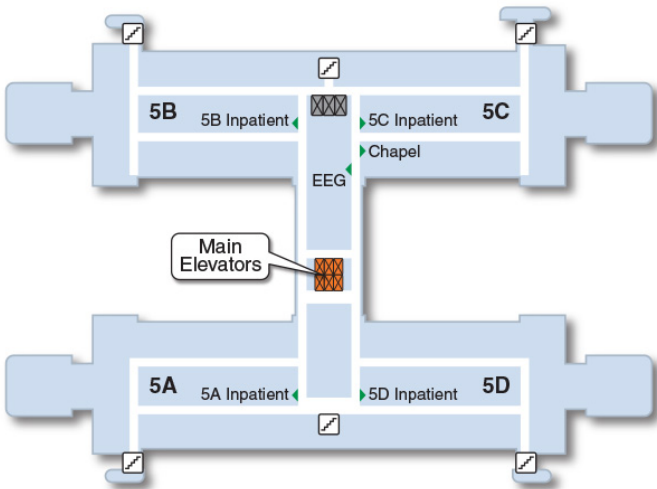 5B
5B Inpatient
5C Inpatient
5C
Chapel
EEG
Main
Elevators
5A
5A Inpatient
5D Inpatient
5D